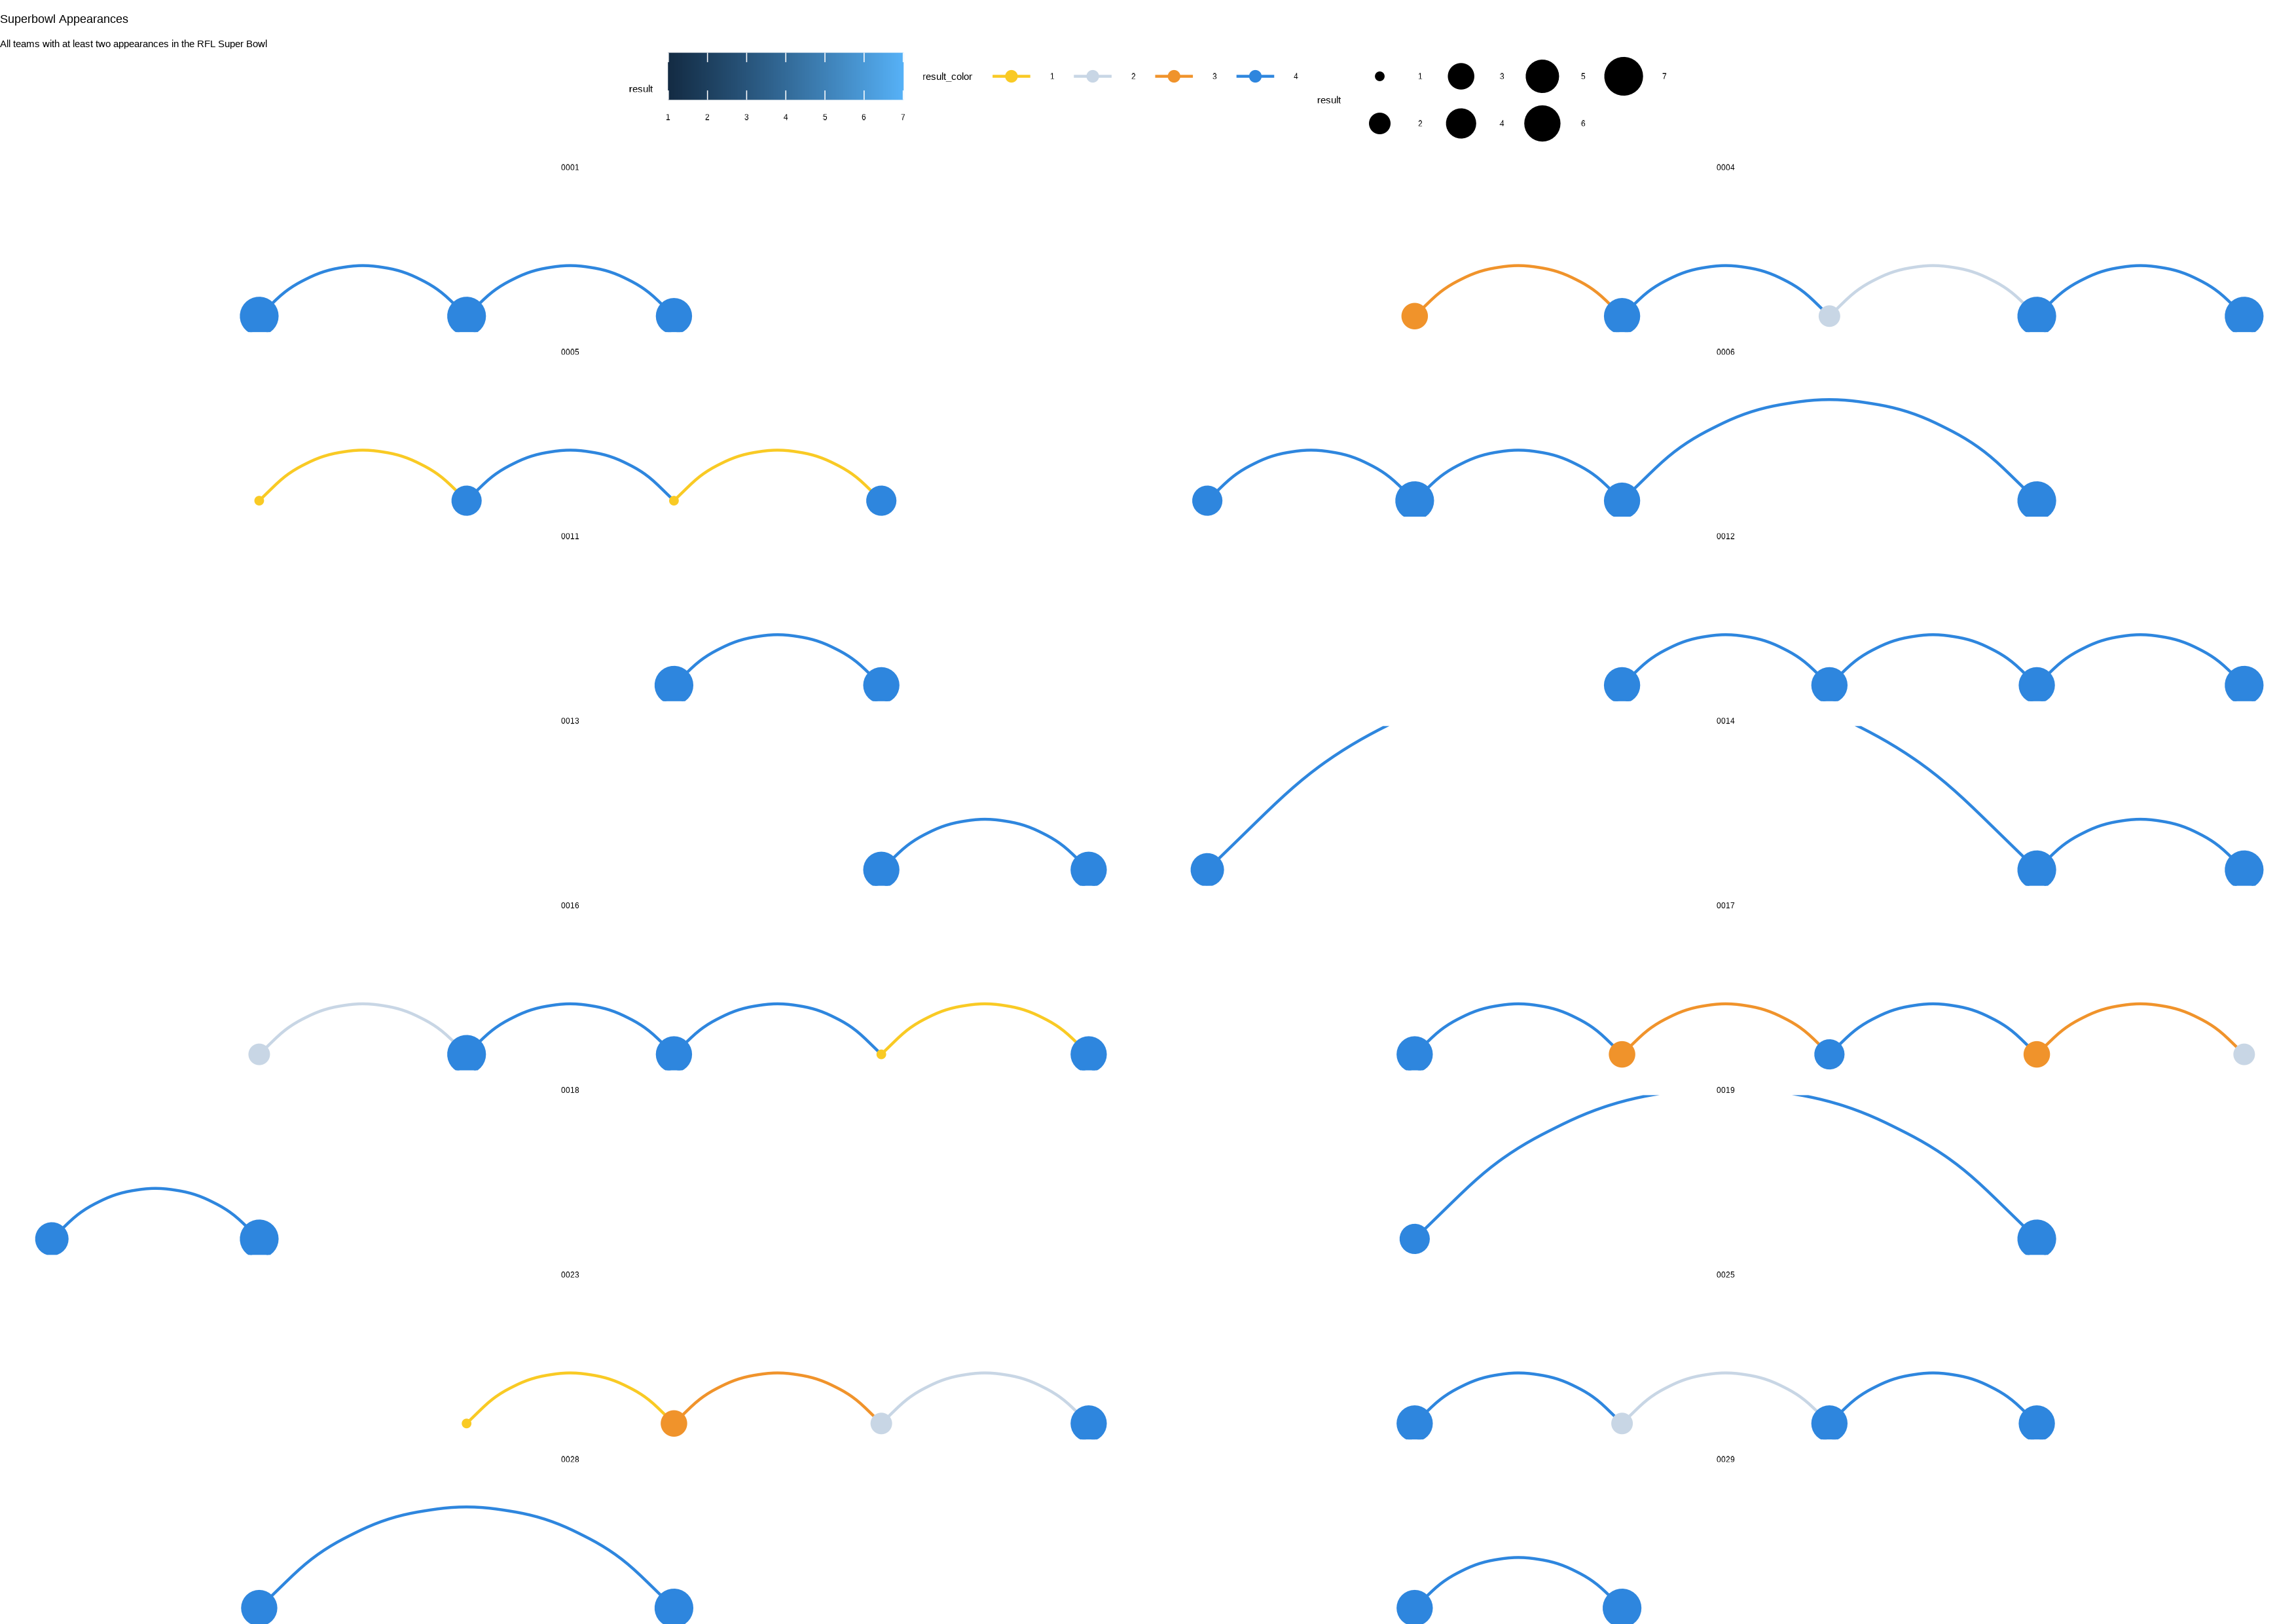 Superbowl Appearances
All teams with at least two appearances in the RFL Super Bowl
result
1 2 3 4 5 6 7
result_color 1 2 3 4
result
1 3 5 7
2 4 6
0001 0004
0005 0006
0011 0012
0013 0014
0016 0017
0018 0019
0023 0025
0028 0029